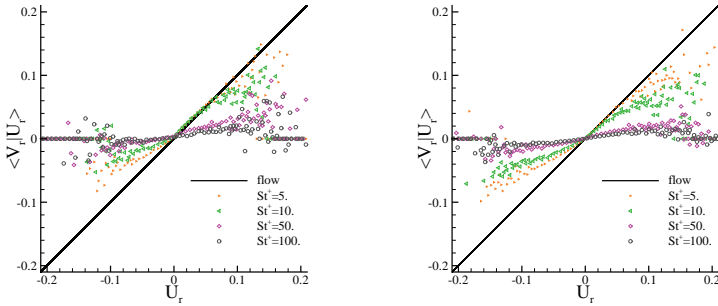 0.2
0.1
0
-0.1
-0.2
<V_r|U_r>
-0.2
-0.1
0
0.1
0.2
U_r
flow
St⁺=5.
St⁺=10.
St⁺=50.
St⁺=100.
0.2
0.1
0
-0.1
-0.2
<V_r|U_r>
-0.2
-0.1
0
0.1
0.2
U_r
flow
St⁺=5.
St⁺=10.
St⁺=50.
St⁺=100.